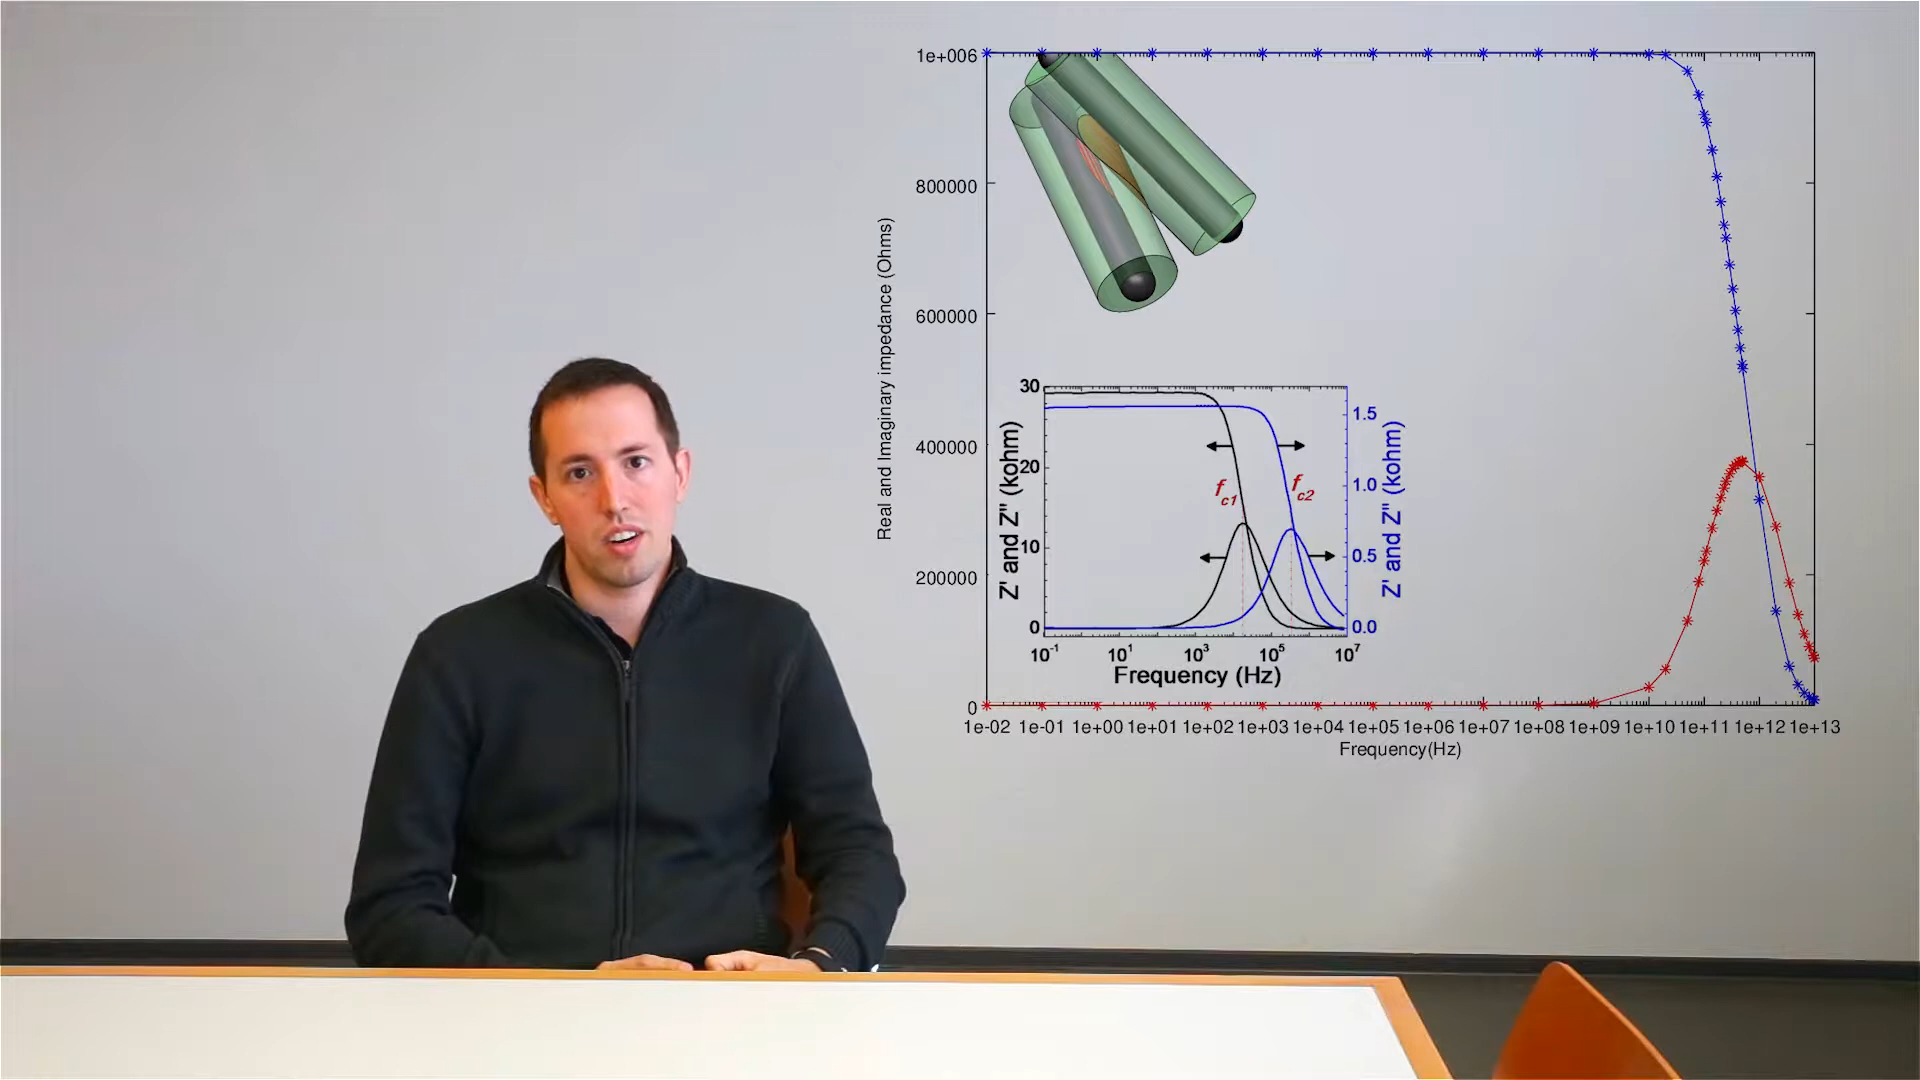 1e+006
800000
600000
400000
200000
0
Real and Imaginary impedance (Ohms)
1e-02 1e-01 1e+00 1e+01 1e+02 1e+03 1e+04 1e+05 1e+06 1e+07 1e+08 1e+09 1e+10 1e+11 1e+12 1e+13
Frequency(Hz)
30
20
10
0
Z' and Z" (kohm)
fc1
fc2
1.5
1.0
0.5
0.0
Z' and Z" (kohm)
10-1 101 103 105 107
Frequency (Hz)